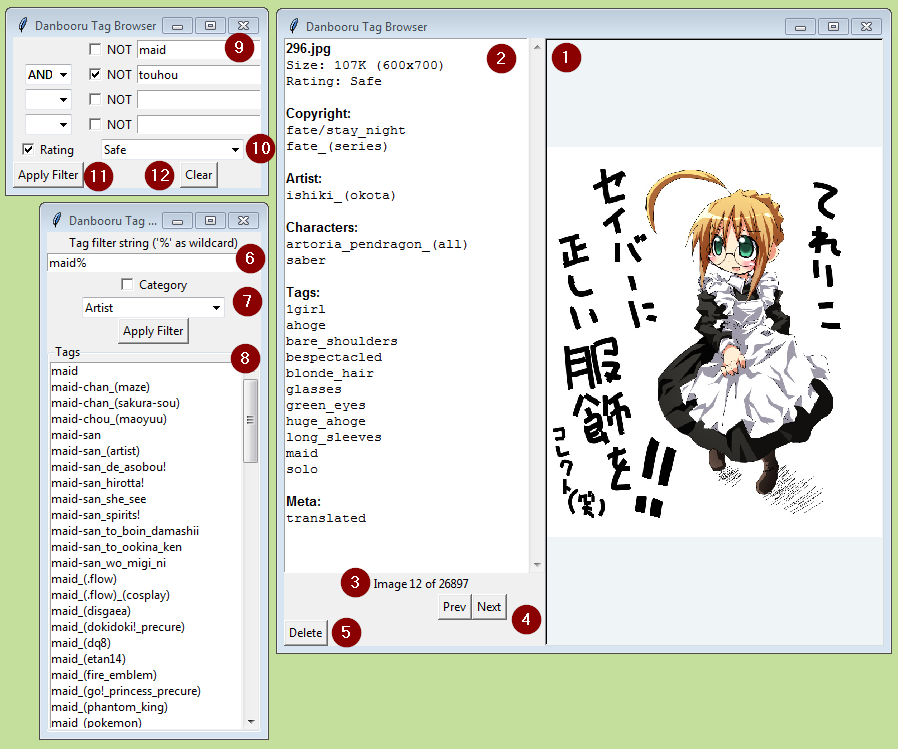 Danbooru Tag Browser
NOT maid
9
AND NOT touhou
NOT
NOT
Rating Safe
10
Apply Filter
11
12
Clear
Danbooru Tag ...
Tag filter string ('%' as wildcard)
maid%
6
Category
Artist
7
Apply Filter
Tags
8
maid
maid-chan_(maze)
maid-chan_(sakura-sou)
maid-chou_(maoyuu)
maid-san
maid-san_(artist)
maid-san_de_asobou!
maid-san_hirotta!
maid-san_she_see
maid-san_spirits!
maid-san_to_boin_damashii
maid-san_to_ookina_ken
maid-san_wo_migi_ni
maid_(.flow)
maid_(.flow)_(cosplay)
maid_(disgaea)
maid_(dokidoki!_precure)
maid_(dq8)
maid_(etan14)
maid_(fire_emblem)
maid_(go!_princess_precure)
maid_(phantom_king)
maid_(pokemon)
Danbooru Tag Browser
296.jpg
2
Size: 107K (600x700)
Rating: Safe
Copyright:
fate/stay_night
fate_(series)
Artist:
ishiki_(okota)
Characters:
artoria_pendragon_(all)
saber
Tags:
1girl
ahoge
bare_shoulders
bespectacled
blonde_hair
glasses
green_eyes
huge_ahoge
long_sleeves
maid
solo
Meta:
translated
3
Image 12 of 26897
Prev Next
4
Delete
5
1
てれりこ
セイバーに
正しい服飾を!!
コレクト(笑)